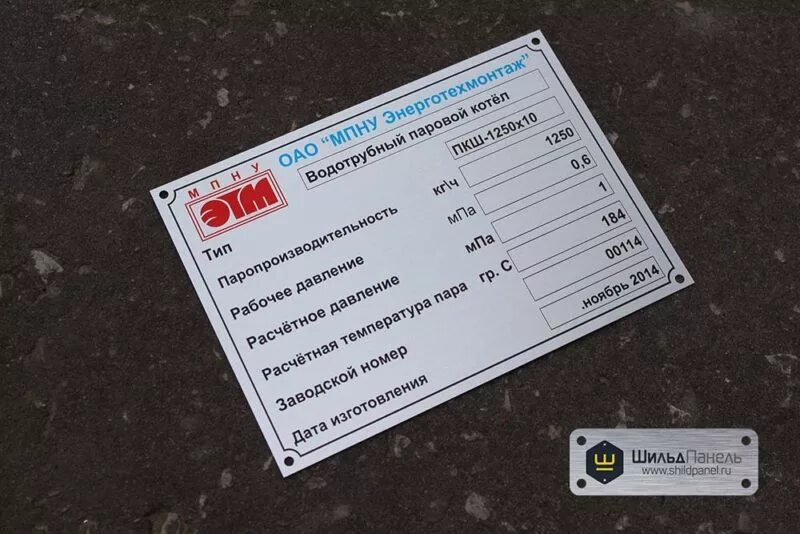 МПНУ
ЭТМ
ОАО "МПНУ Энерготехмонтаж"
Водотрубный паровой котёл
Тип ПКШ-1250х10
Паропроизводительность кг\ч 1250
Рабочее давление мПа 0,6
Расчётное давление мПа 1
Расчётная температура пара гр. С 184
Заводской номер 00114
Дата изготовления .ноябрь 2014
Ш ШильдПанель
www.shildpanel.ru